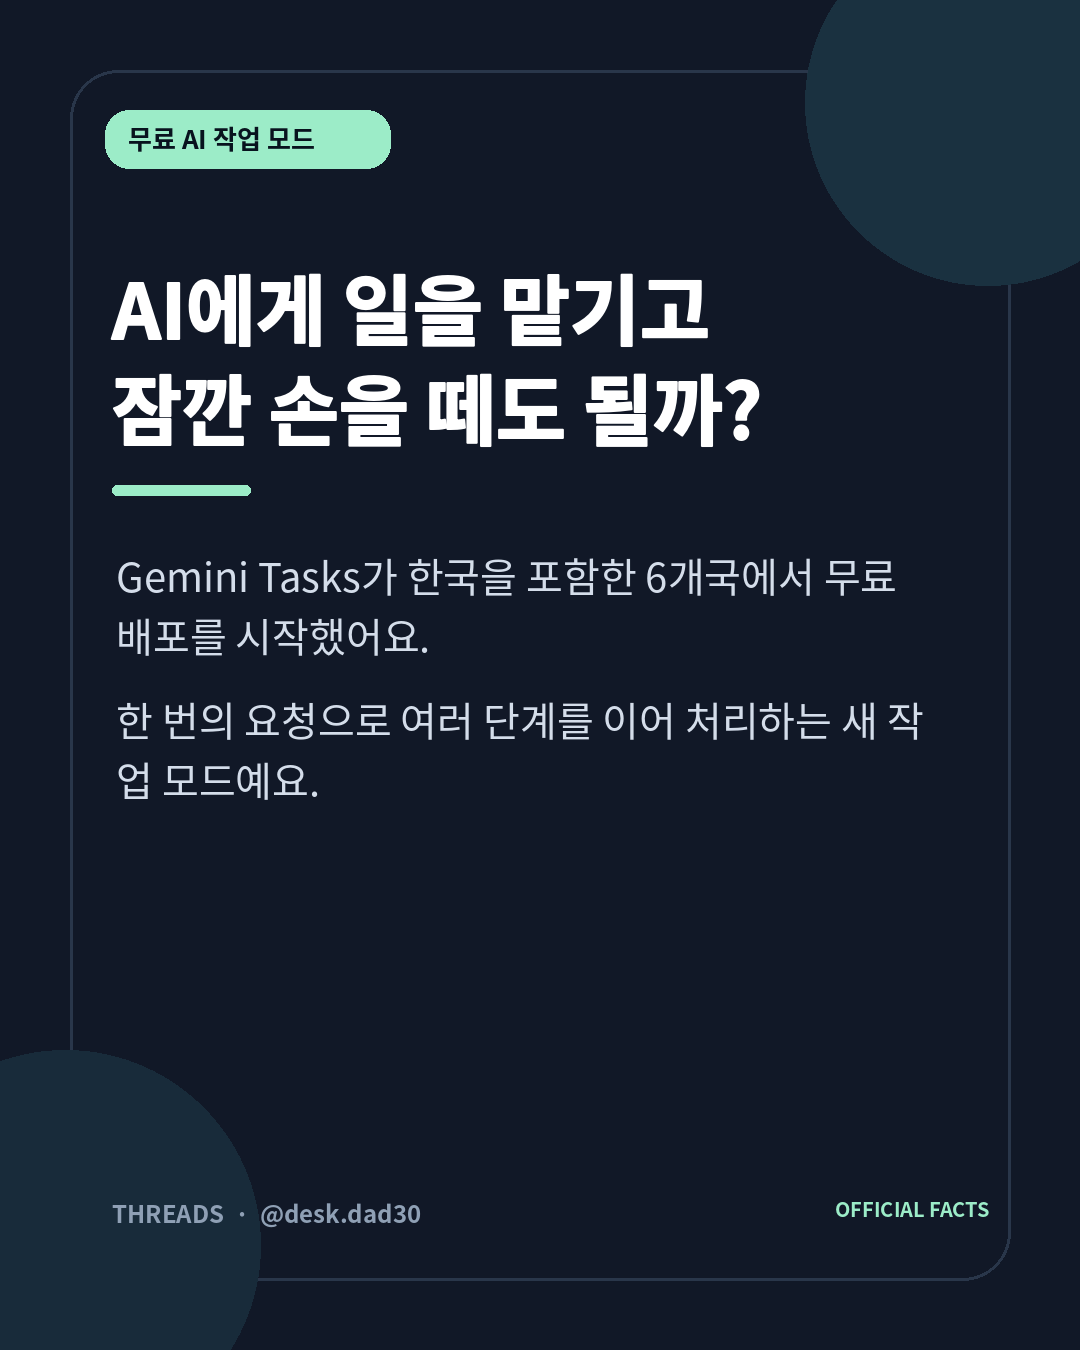 무료 AI 작업 모드
AI에게 일을 맡기고
잠깐 손을 떼도 될까?
Gemini Tasks가 한국을 포함한 6개국에서 무료
배포를 시작했어요.
한 번의 요청으로 여러 단계를 이어 처리하는 새 작
업 모드예요.
THREADS · @desk.dad30
OFFICIAL FACTS